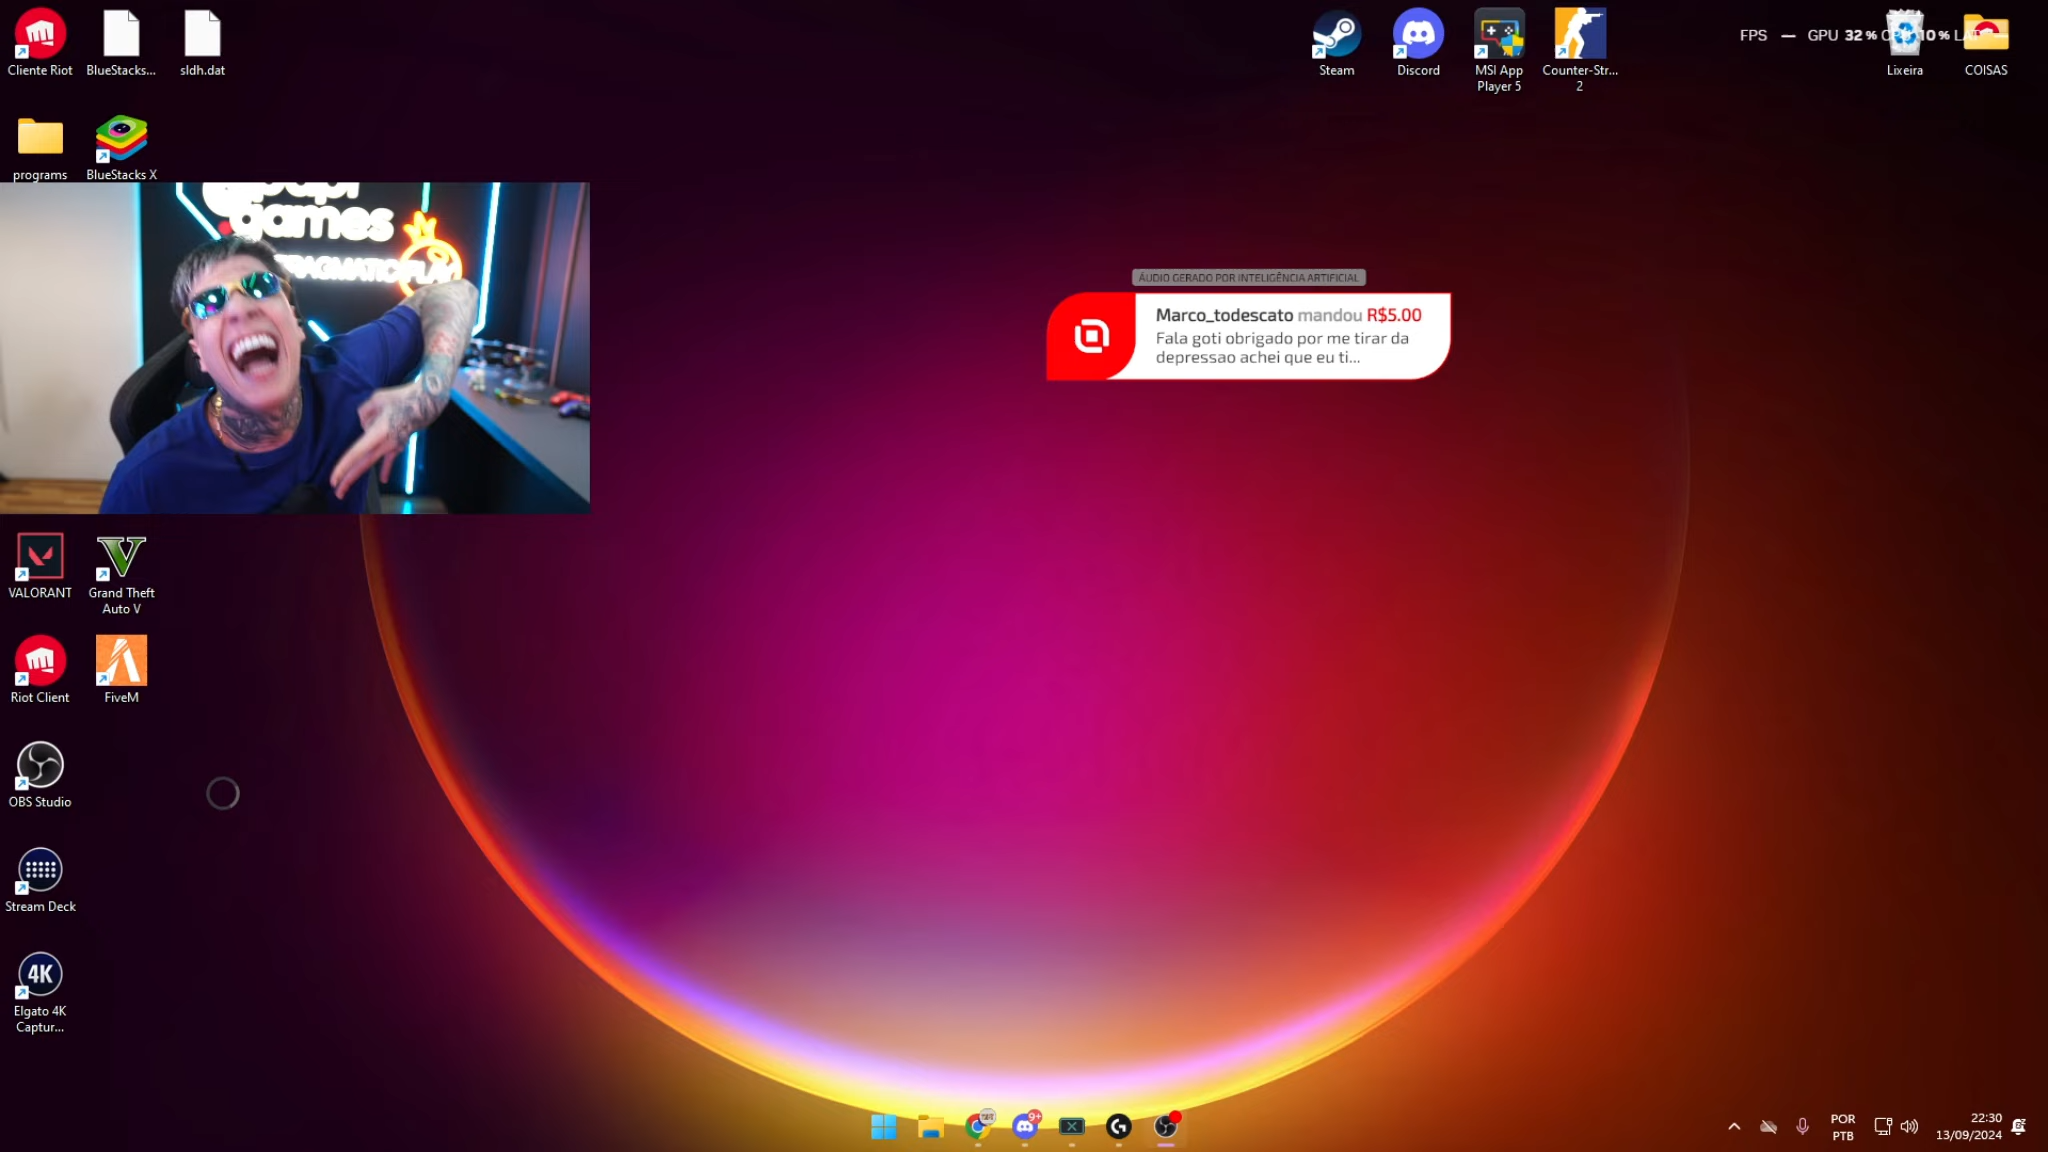 Cliente Riot
BlueStacks...
sldh.dat
Steam
Discord
MSI App
Player 5
Counter-Str...
2
FPS — GPU 32 % 10 %
Lixeira
COISAS
programs
BlueStacks X
games
ÁUDIO GERADO POR INTELIGÊNCIA ARTIFICIAL
Marco_todescato mandou R$5.00
Fala goti obrigado por me tirar da
depressao achei que eu ti...
VALORANT
Grand Theft
Auto V
Riot Client
FiveM
OBS Studio
Stream Deck
4K
Elgato 4K
Captur...
9+
POR
PTB
22:30
13/09/2024